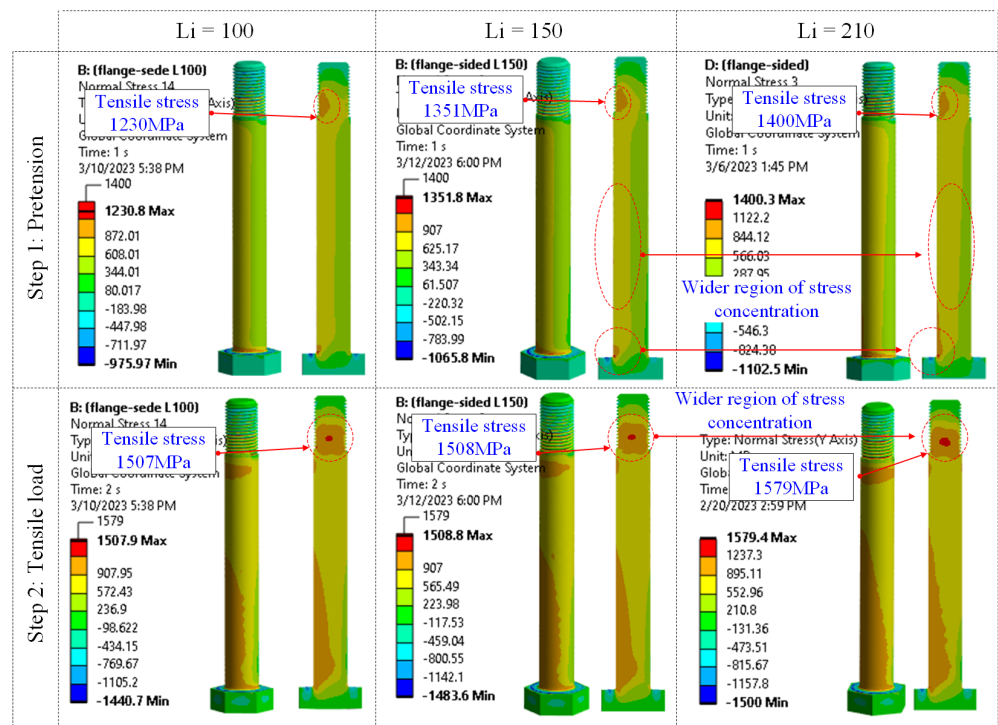 Li = 100
Li = 150
Li = 210
Step 1: Pretension
B: (flange-sede L100)
Normal Stress 14
Tensile stress
1230MPa
Axis)
Global Coordinate System
Time: 1 s
3/10/2023 5:38 PM
1400
1230.8 Max
872.01
608.01
344.01
80.017
-183.98
-447.98
-711.97
-975.97 Min
B: (flange-sided L150)
Tensile stress
1351MPa
Axis)
Global Coordinate System
Time: 1 s
3/12/2023 6:00 PM
1400
1351.8 Max
907
625.17
343.34
61.507
-220.32
-502.15
-783.99
-1065.8 Min
D: (flange-sided)
Normal Stress 3
Tensile stress
1400MPa
Axis)
Global Coordinate System
Time: 1 s
3/6/2023 1:45 PM
1400.3 Max
1122.2
844.12
566.03
287.95
Wider region of stress
concentration
-546.3
-824.38
-1102.5 Min
Step 2: Tensile load
B: (flange-sede L100)
Normal Stress 14
Tensile stress
1507MPa
Axis)
Global Coordinate System
Time: 2 s
3/10/2023 5:38 PM
1579
1507.9 Max
907.95
572.43
236.9
-98.622
-434.15
-769.67
-1105.2
-1440.7 Min
B: (flange-sided L150)
Tensile stress
1508MPa
Axis)
Global Coordinate System
Time: 2 s
3/12/2023 6:00 PM
1579
1508.8 Max
907
565.49
223.98
-117.53
-459.04
-800.55
-1142.1
-1483.6 Min
Wider region of stress
concentration
Type: Normal Stress(Y Axis)
Tensile stress
1579MPa
2/20/2023 2:59 PM
1579.4 Max
1237.3
895.11
552.96
210.8
-131.36
-473.51
-815.67
-1157.8
-1500 Min